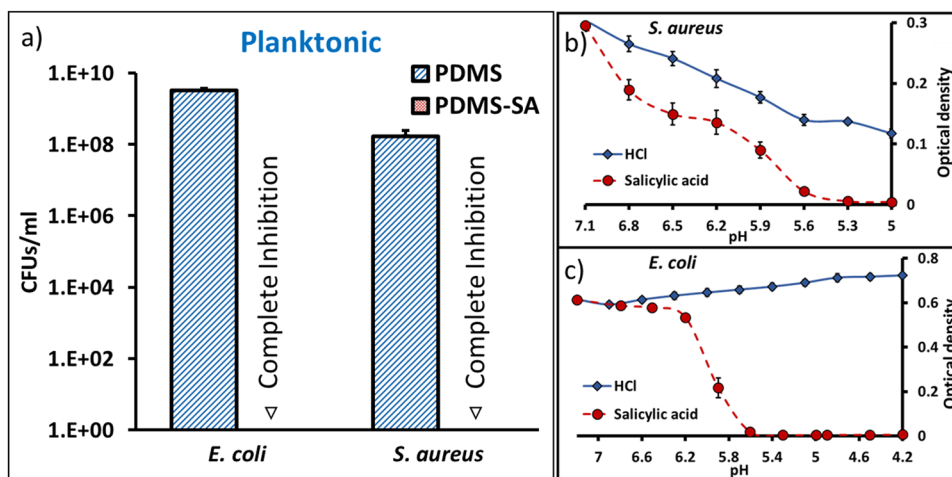 a)
Planktonic
PDMS
PDMS-SA
1.E+10
1.E+08
1.E+06
1.E+04
1.E+02
1.E+00
CFUs/ml
Complete Inhibition
Complete Inhibition
E. coli
S. aureus
b)
S. aureus
0.3
0.2
0.1
0
Optical density
HCl
Salicylic acid
7.1 6.8 6.5 6.2 5.9 5.6 5.3 5
pH
c)
E. coli
0.8
0.6
0.4
0.2
0
Optical density
HCl
Salicylic acid
7 6.6 6.2 5.8 5.4 5 4.6 4.2
pH